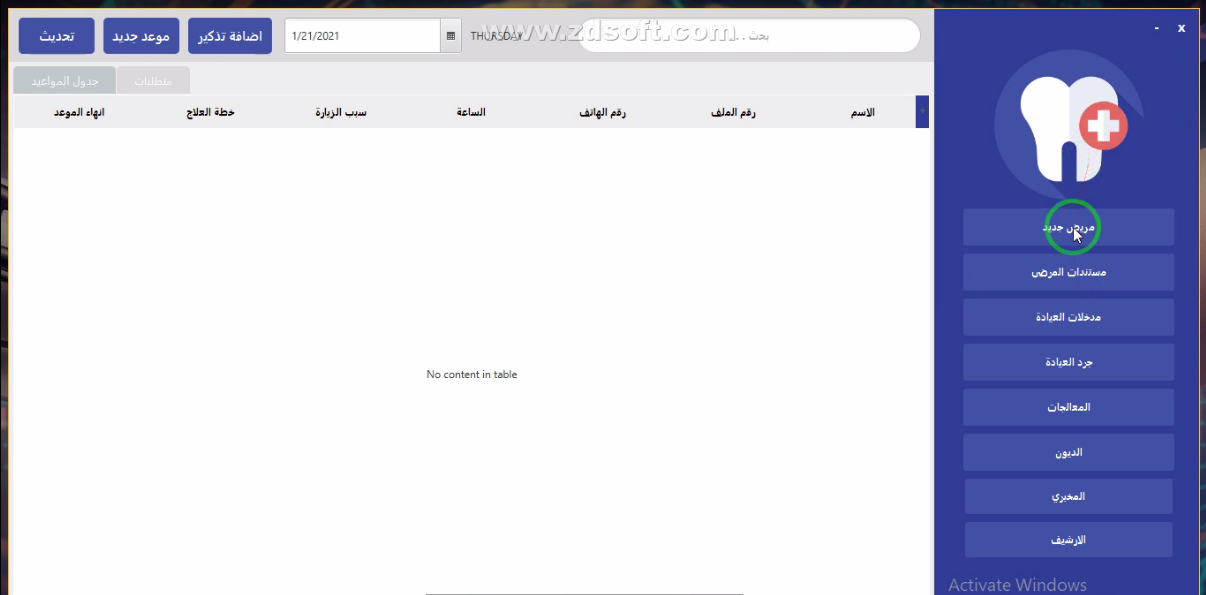 - x
www.zdsoft.com
بحث . . .
THURSDAY
1/21/2021
اضافة تذكير
موعد جديد
تحديث
متطلبات
جدول المواعيد
الاسم
رقم الملف
رقم الهاتف
الساعة
سبب الزيارة
خطة العلاج
انهاء الموعد
No content in table
مريض جديد
مستندات المرضى
مدخلات العيادة
جرد العيادة
المعالجات
الديون
المخبري
الارشيف
Activate Windows